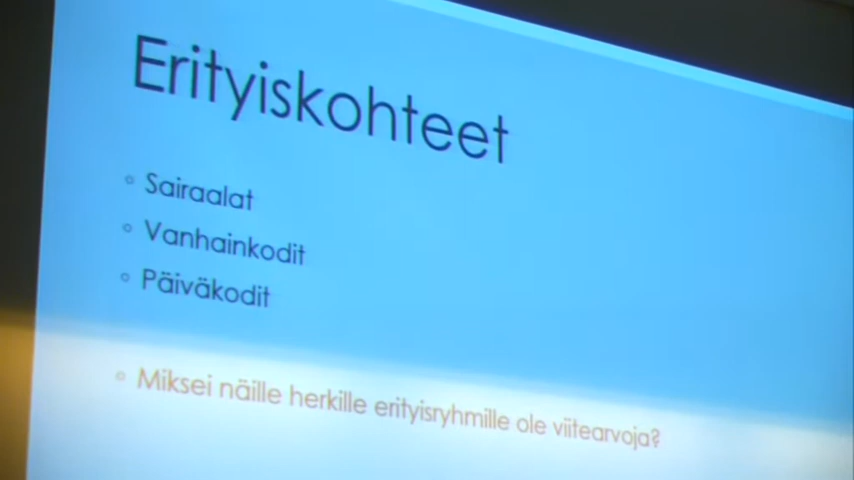 Erityiskohteet
Sairaalat
Vanhainkodit
Päiväkodit
Miksei näille herkille erityisryhmille ole viitearvoja?